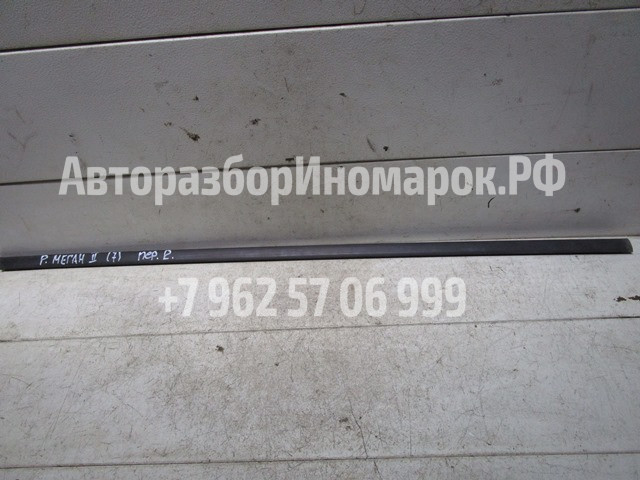 АвторазборИномарок.РФ
Р. МЕГАН II (7) ПЕР. R.
+7 962 57 06 999